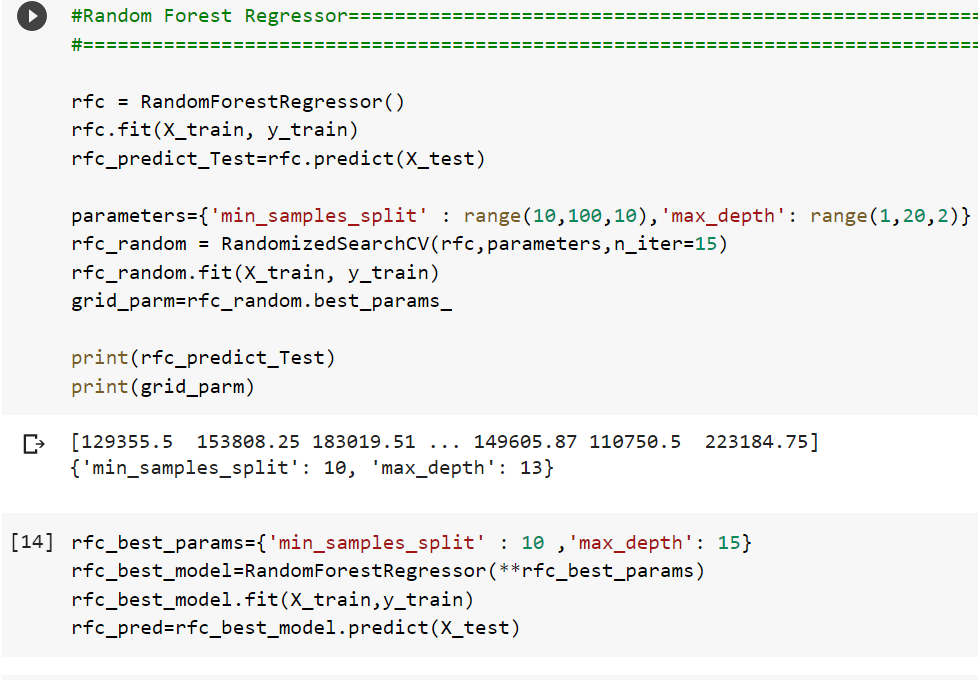 #Random Forest Regressor======================================================
#=============================================================================
rfc = RandomForestRegressor()
rfc.fit(X_train, y_train)
rfc_predict_Test=rfc.predict(X_test)
parameters={'min_samples_split' : range(10,100,10),'max_depth': range(1,20,2)}
rfc_random = RandomizedSearchCV(rfc,parameters,n_iter=15)
rfc_random.fit(X_train, y_train)
grid_parm=rfc_random.best_params_
print(rfc_predict_Test)
print(grid_parm)
[129355.5  153808.25 183019.51 ... 149605.87 110750.5  223184.75]
{'min_samples_split': 10, 'max_depth': 13}
[14] rfc_best_params={'min_samples_split' : 10 ,'max_depth': 15}
rfc_best_model=RandomForestRegressor(**rfc_best_params)
rfc_best_model.fit(X_train,y_train)
rfc_pred=rfc_best_model.predict(X_test)